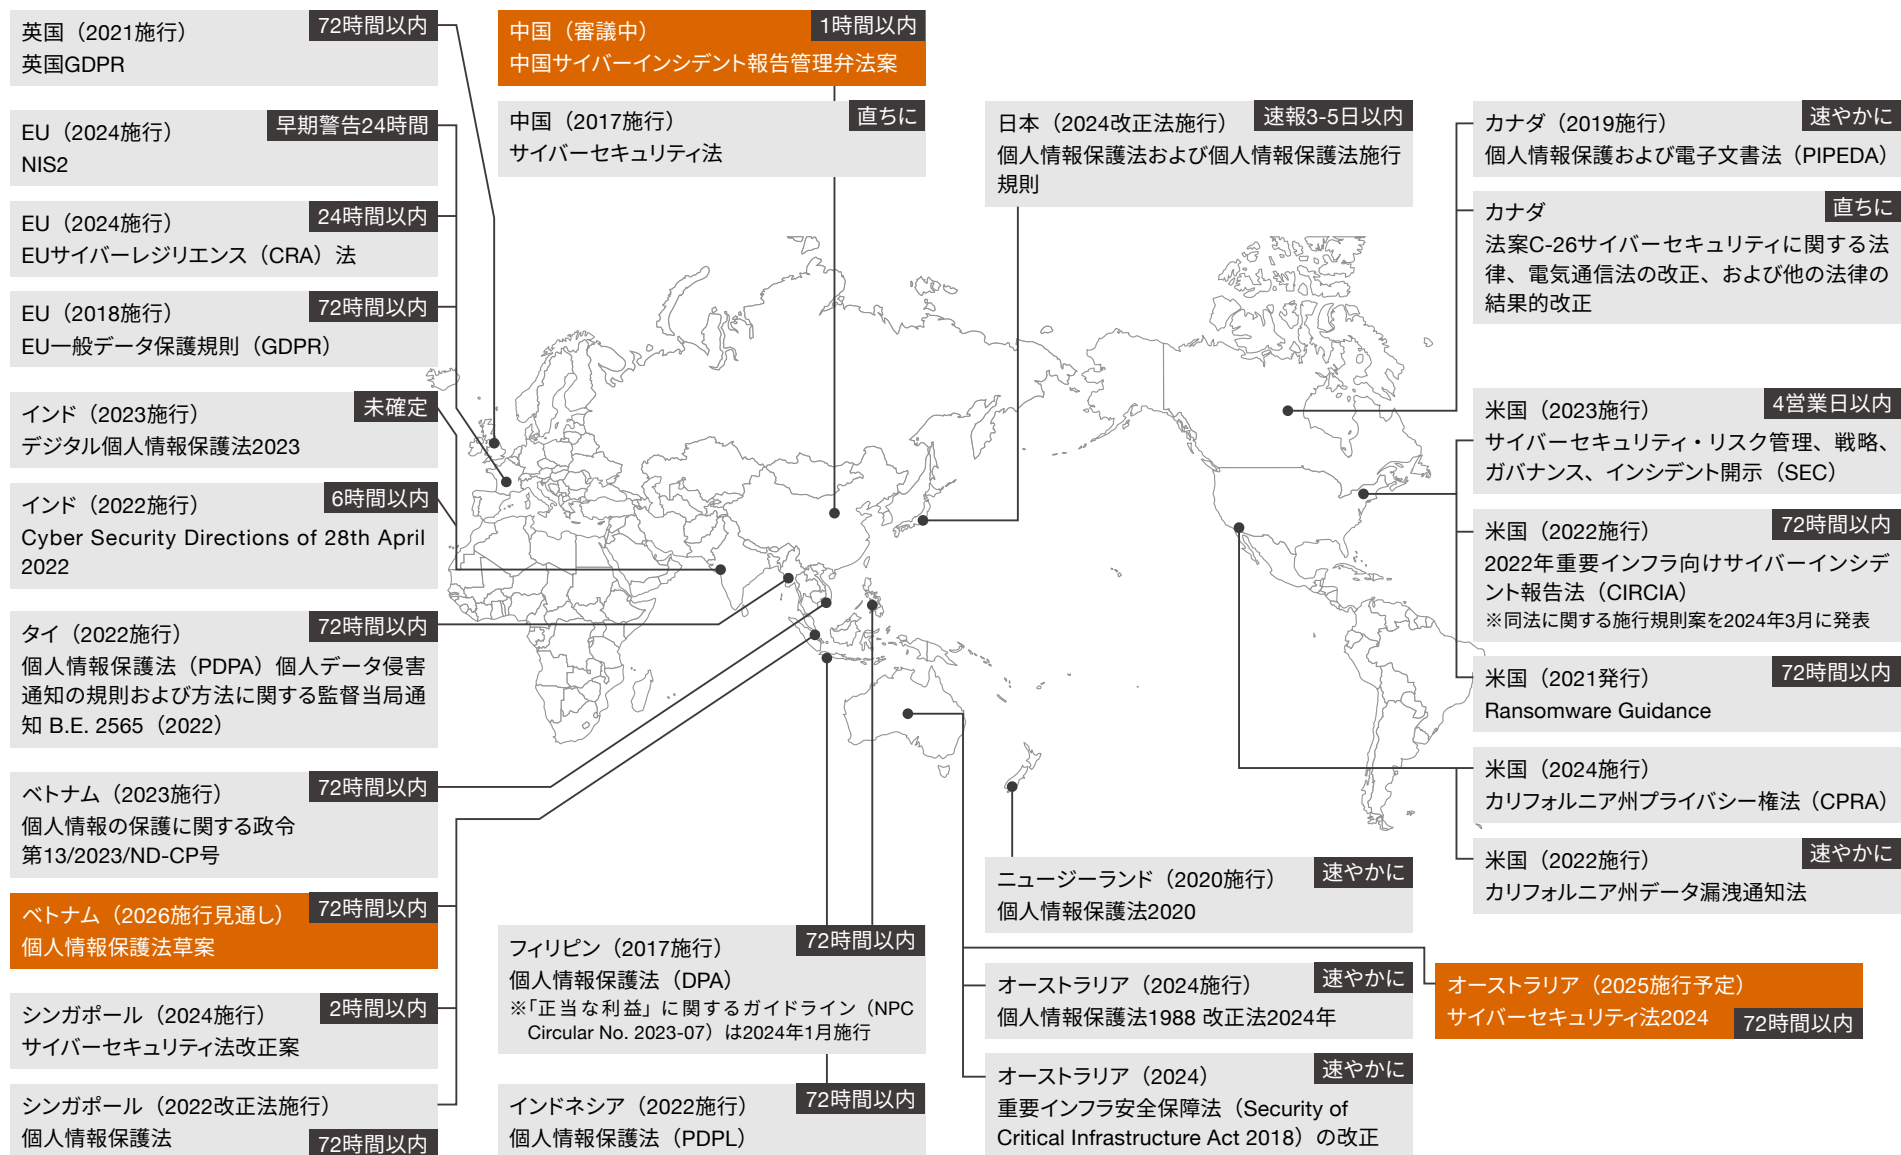 英国（2021施行）
72時間以内
英国GDPR
EU（2024施行）
早期警告24時間
NIS2
EU（2024施行）
24時間以内
EUサイバーレジリエンス（CRA）法
EU（2018施行）
72時間以内
EU一般データ保護規則（GDPR）
インド（2023施行）
未確定
デジタル個人情報保護法2023
インド（2022施行）
6時間以内
Cyber Security Directions of 28th April
2022
タイ（2022施行）
72時間以内
個人情報保護法（PDPA）個人データ侵害
通知の規則および方法に関する監督当局通
知 B.E. 2565（2022）
ベトナム（2023施行）
72時間以内
個人情報の保護に関する政令
第13/2023/ND-CP号
ベトナム（2026施行見通し）
72時間以内
個人情報保護法草案
シンガポール（2024施行）
2時間以内
サイバーセキュリティ法改正案
シンガポール（2022改正法施行）
個人情報保護法
72時間以内
中国（審議中）
1時間以内
中国サイバーインシデント報告管理弁法案
中国（2017施行）
直ちに
サイバーセキュリティ法
フィリピン（2017施行）
72時間以内
個人情報保護法（DPA）
※「正当な利益」に関するガイドライン（NPC
Circular No. 2023-07）は2024年1月施行
インドネシア（2022施行）
72時間以内
個人情報保護法（PDPL）
日本（2024改正法施行）
速報3-5日以内
個人情報保護法および個人情報保護法施行
規則
ニュージーランド（2020施行）
速やかに
個人情報保護法2020
オーストラリア（2024施行）
速やかに
個人情報保護法1988 改正法2024年
オーストラリア（2024）
速やかに
重要インフラ安全保障法（Security of
Critical Infrastructure Act 2018）の改正
カナダ（2019施行）
速やかに
個人情報保護および電子文書法（PIPEDA）
カナダ
直ちに
法案C-26サイバーセキュリティに関する法
律、電気通信法の改正、および他の法律の
結果的改正
米国（2023施行）
4営業日以内
サイバーセキュリティ・リスク管理、戦略、
ガバナンス、インシデント開示（SEC）
米国（2022施行）
72時間以内
2022年重要インフラ向けサイバーインシデ
ント報告法（CIRCIA）
※同法に関する施行規則案を2024年3月に発表
米国（2021発行）
72時間以内
Ransomware Guidance
米国（2024施行）
カリフォルニア州プライバシー権法（CPRA）
米国（2022施行）
速やかに
カリフォルニア州データ漏洩通知法
オーストラリア（2025施行予定）
サイバーセキュリティ法2024
72時間以内